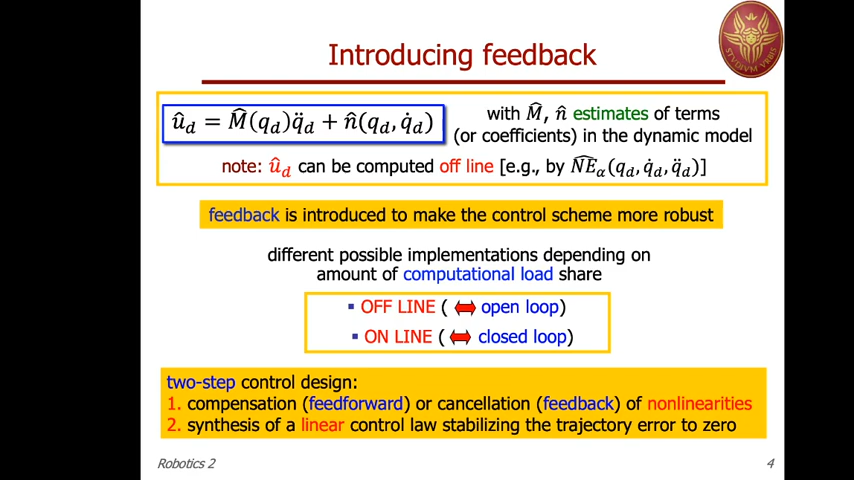 Introducing feedback
STVDIVM VRBIS
û_d = M̂(q_d)q̈_d + n̂(q_d, q̇_d)
with M̂, n̂ estimates of terms
(or coefficients) in the dynamic model
note: û_d can be computed off line [e.g., by N̂E_α(q_d, q̇_d, q̈_d)]
feedback is introduced to make the control scheme more robust
different possible implementations depending on
amount of computational load share
▪ OFF LINE ( ⇔ open loop)
▪ ON LINE ( ⇔ closed loop)
two-step control design:
1. compensation (feedforward) or cancellation (feedback) of nonlinearities
2. synthesis of a linear control law stabilizing the trajectory error to zero
Robotics 2
4